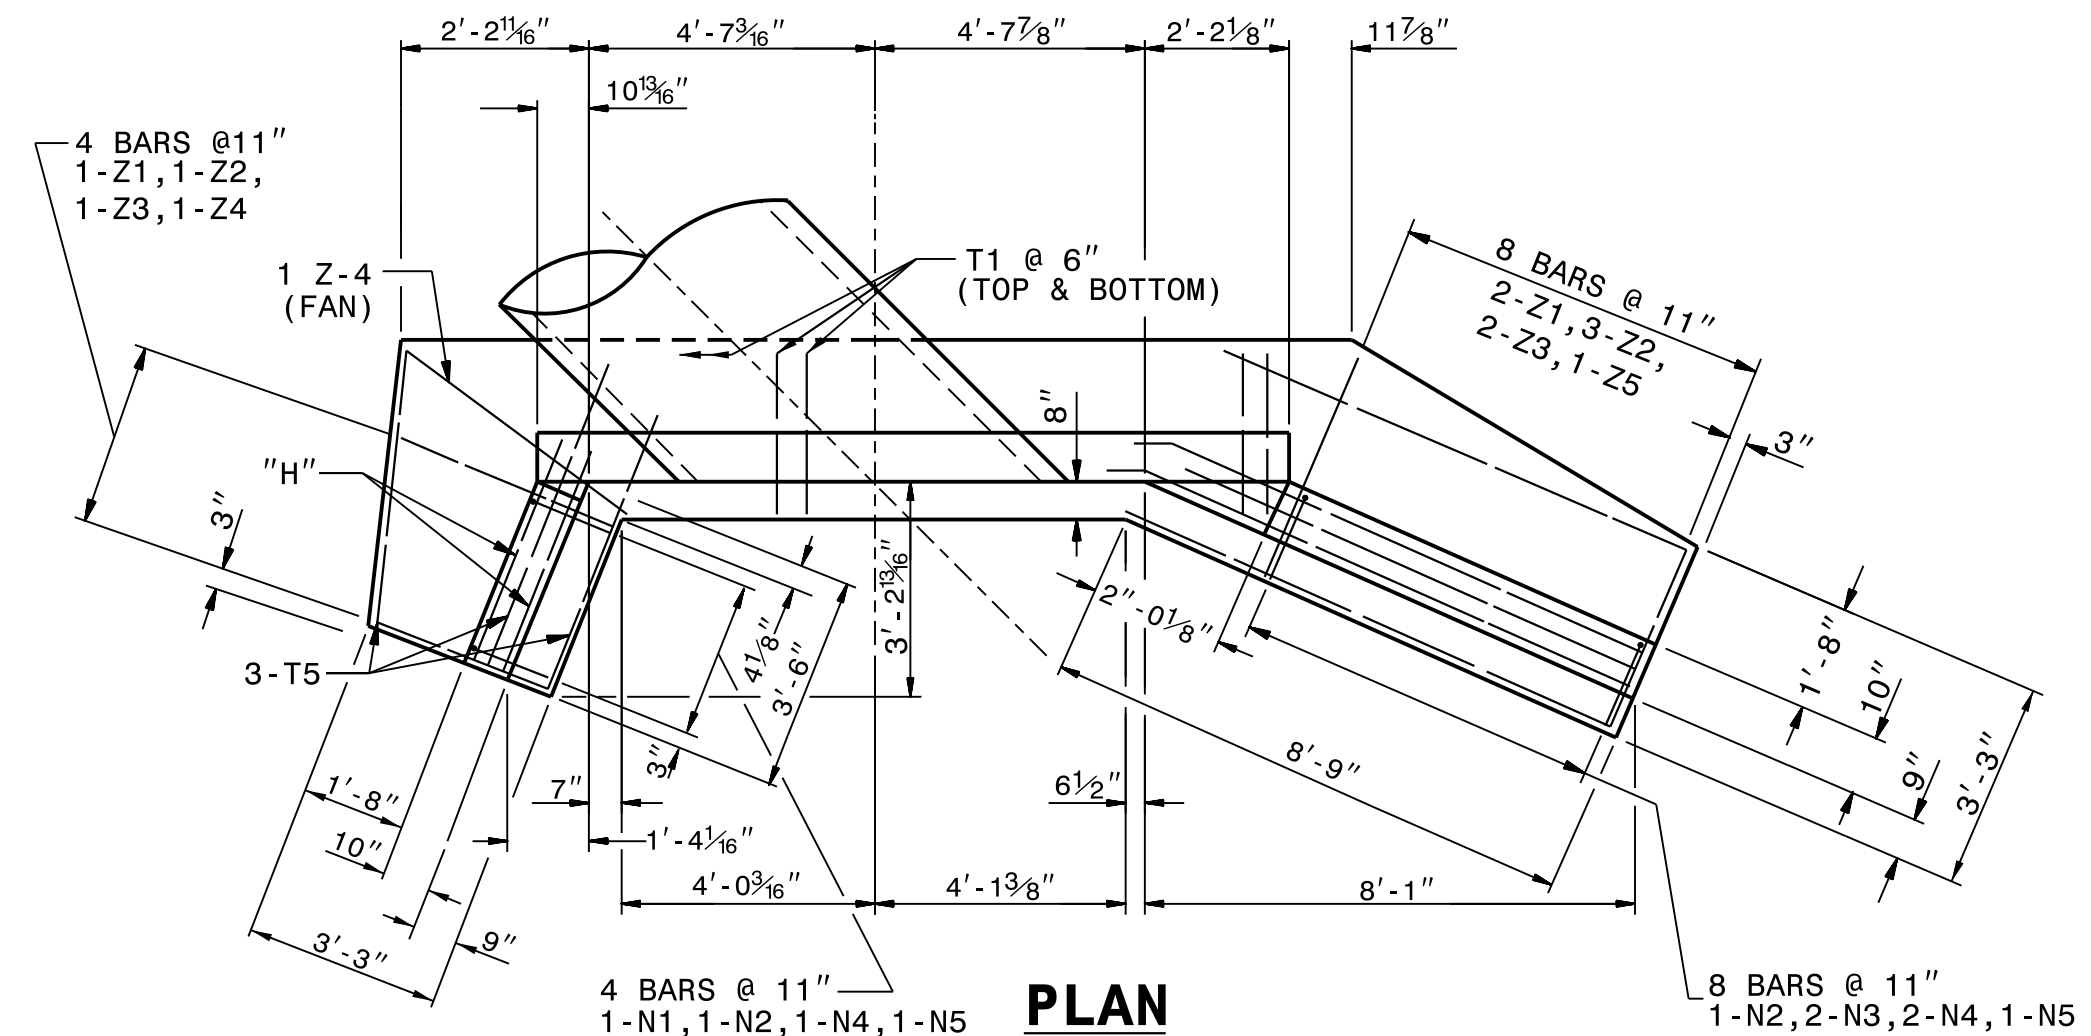 2'-2 11/16" 4'-7 3/16" 4'-7 7/8" 2'-2 1/8" 11 7/8"
10 13/16"
4 BARS @11"
1-Z1,1-Z2,
1-Z3,1-Z4
1 Z-4
(FAN)
T1 @ 6"
(TOP & BOTTOM)
8 BARS @ 11"
2-Z1,3-Z2,
2-Z3,1-Z5
8"
3"
"H"
3"
3'-2 13/16"
2"-0 1/8"
4 1/8"
3'-6"
3"
3-T5
1'-8"
10"
9"
3'-3"
8'-9"
7"
6 1/2"
1'-8"
10"
1'-4 1/16"
4'-0 3/16" 4'-1 3/8" 8'-1"
3'-3"
9"
4 BARS @ 11"
1-N1,1-N2,1-N4,1-N5
PLAN
8 BARS @ 11"
1-N2,2-N3,2-N4,1-N5